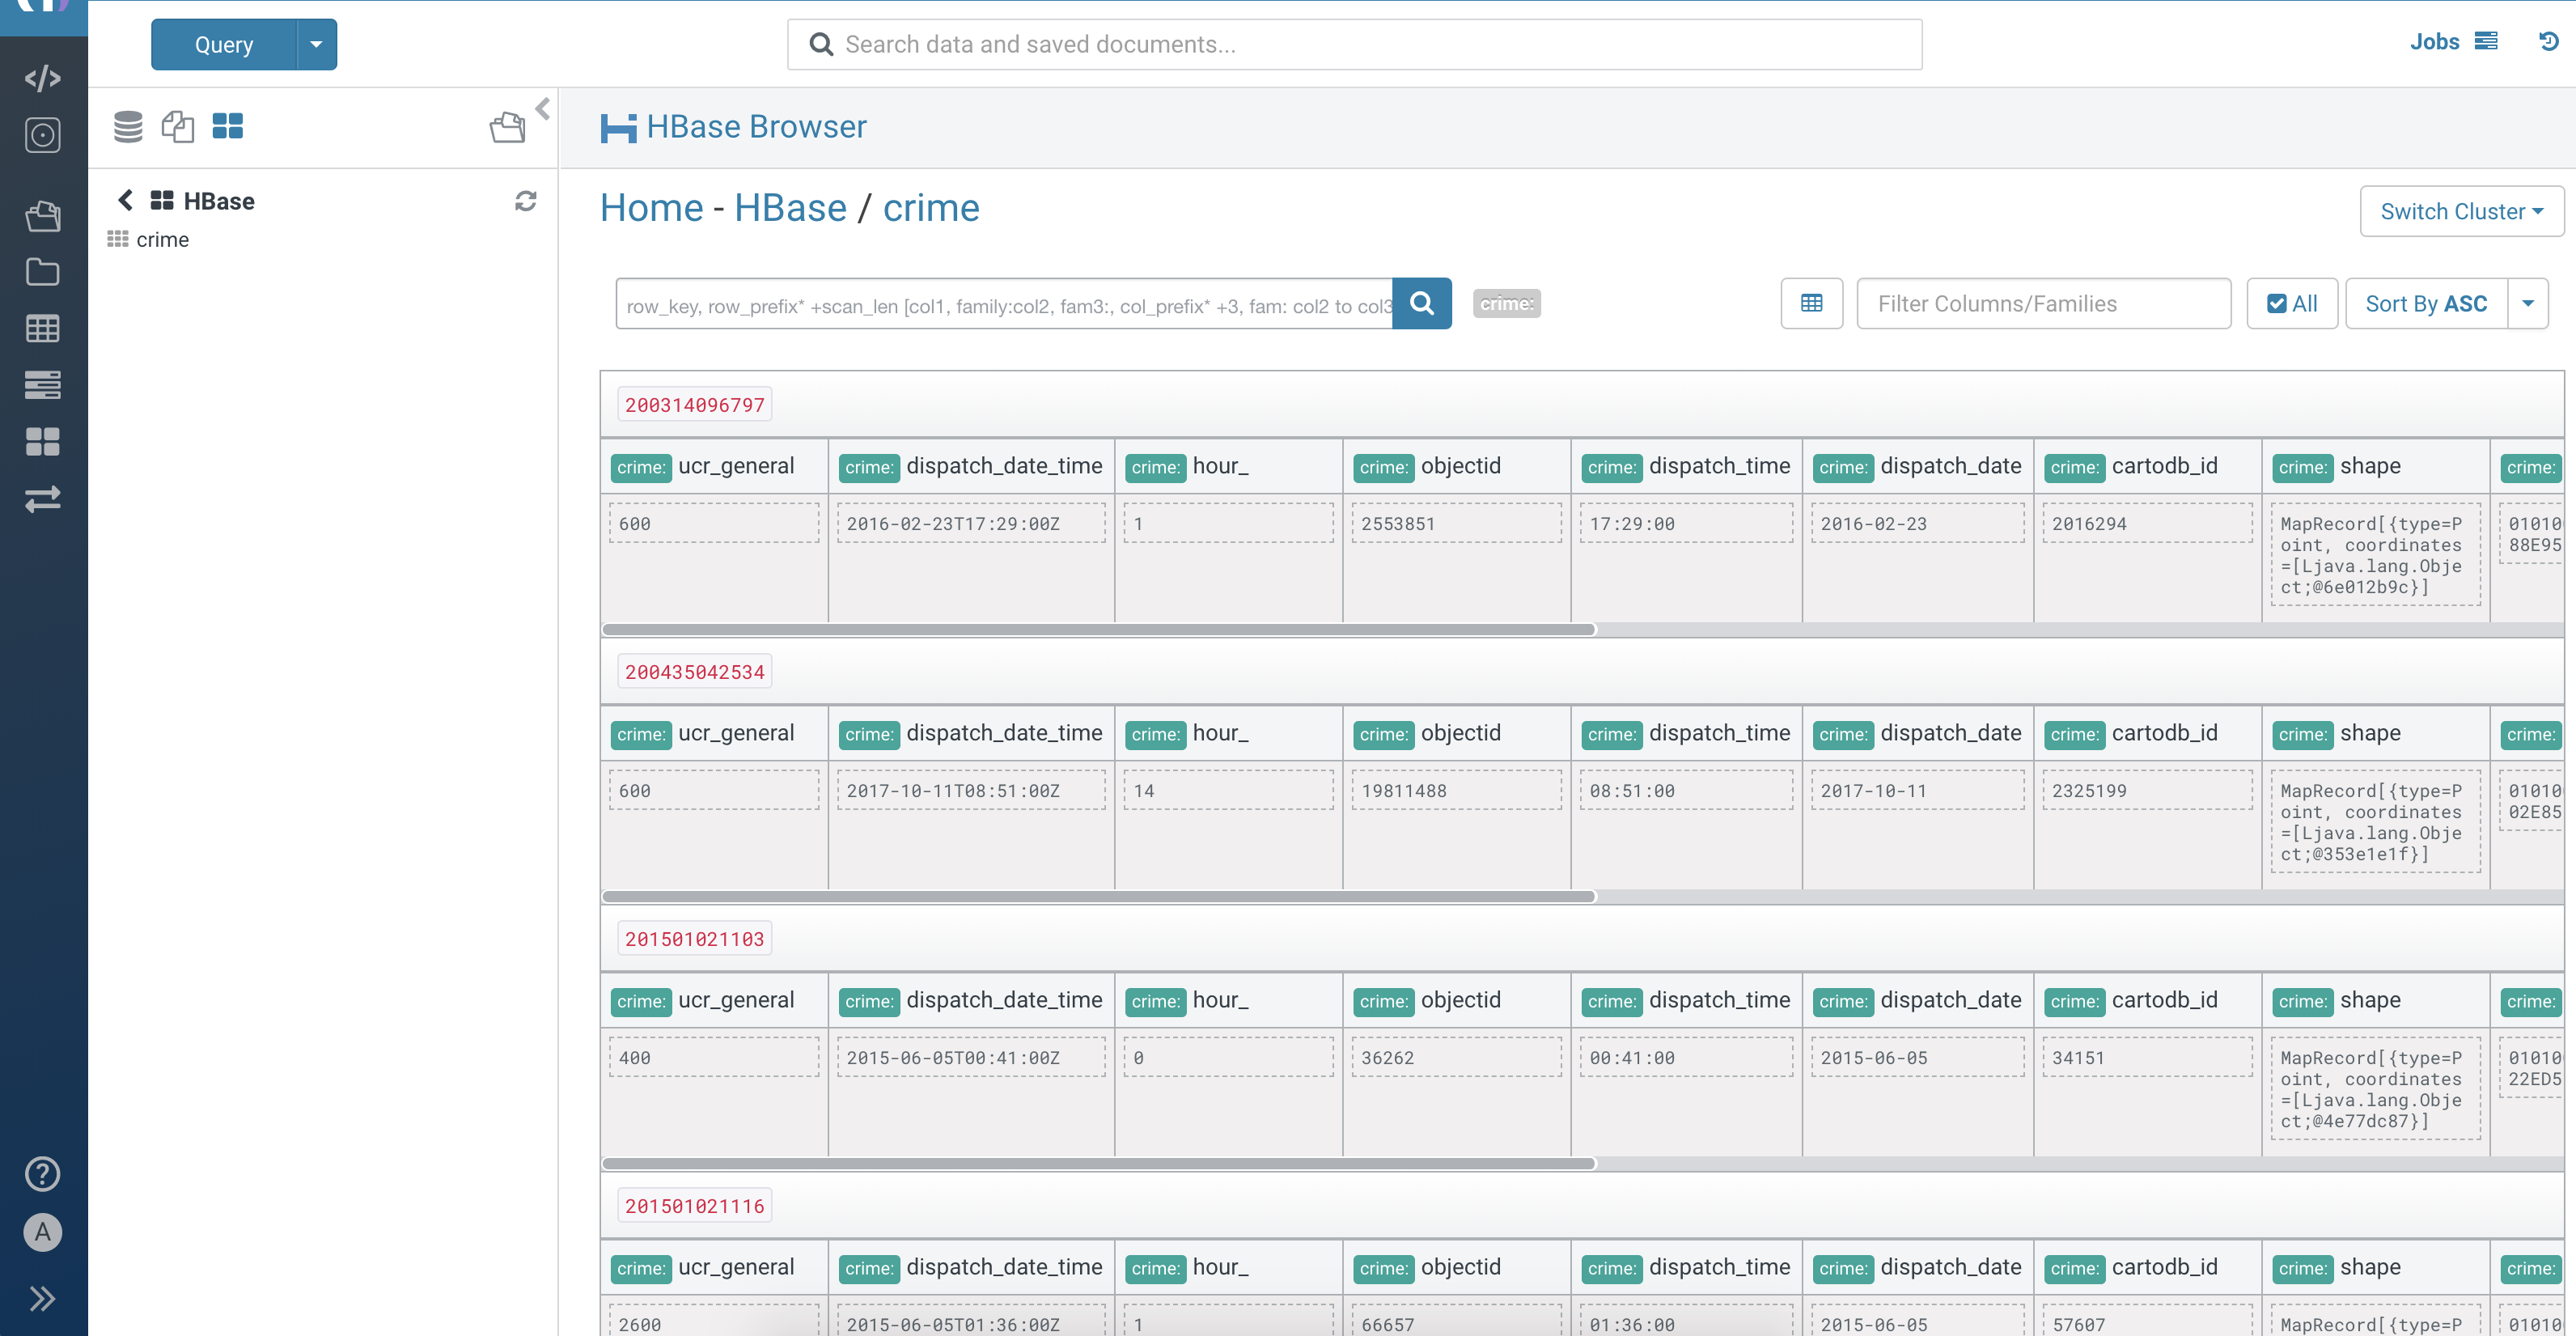 Query
Search data and saved documents...
Jobs
HBase Browser
HBase
crime
Home - HBase / crime
Switch Cluster
row_key, row_prefix* +scan_len [col1, family:col2, fam3:, col_prefix* +3, fam: col2 to col3
crime:
Filter Columns/Families
All
Sort By ASC
200314096797
crime: ucr_general crime: dispatch_date_time crime: hour_ crime: objectid crime: dispatch_time crime: dispatch_date crime: cartodb_id crime: shape crime:
600 2016-02-23T17:29:00Z 1 2553851 17:29:00 2016-02-23 2016294 MapRecord[{type=P 01010
oint, coordinates 88E95
=[Ljava.lang.Obje
ct;@6e012b9c}]
200435042534
crime: ucr_general crime: dispatch_date_time crime: hour_ crime: objectid crime: dispatch_time crime: dispatch_date crime: cartodb_id crime: shape crime:
600 2017-10-11T08:51:00Z 14 19811488 08:51:00 2017-10-11 2325199 MapRecord[{type=P 01010
oint, coordinates 02E85
=[Ljava.lang.Obje
ct;@353e1e1f}]
201501021103
crime: ucr_general crime: dispatch_date_time crime: hour_ crime: objectid crime: dispatch_time crime: dispatch_date crime: cartodb_id crime: shape crime:
400 2015-06-05T00:41:00Z 0 36262 00:41:00 2015-06-05 34151 MapRecord[{type=P 01010
oint, coordinates 22ED5
=[Ljava.lang.Obje
ct;@4e77dc87}]
201501021116
crime: ucr_general crime: dispatch_date_time crime: hour_ crime: objectid crime: dispatch_time crime: dispatch_date crime: cartodb_id crime: shape crime:
2600 2015-06-05T01:36:00Z 1 66657 01:36:00 2015-06-05 57607 MapRecord[{type=P 01010
A